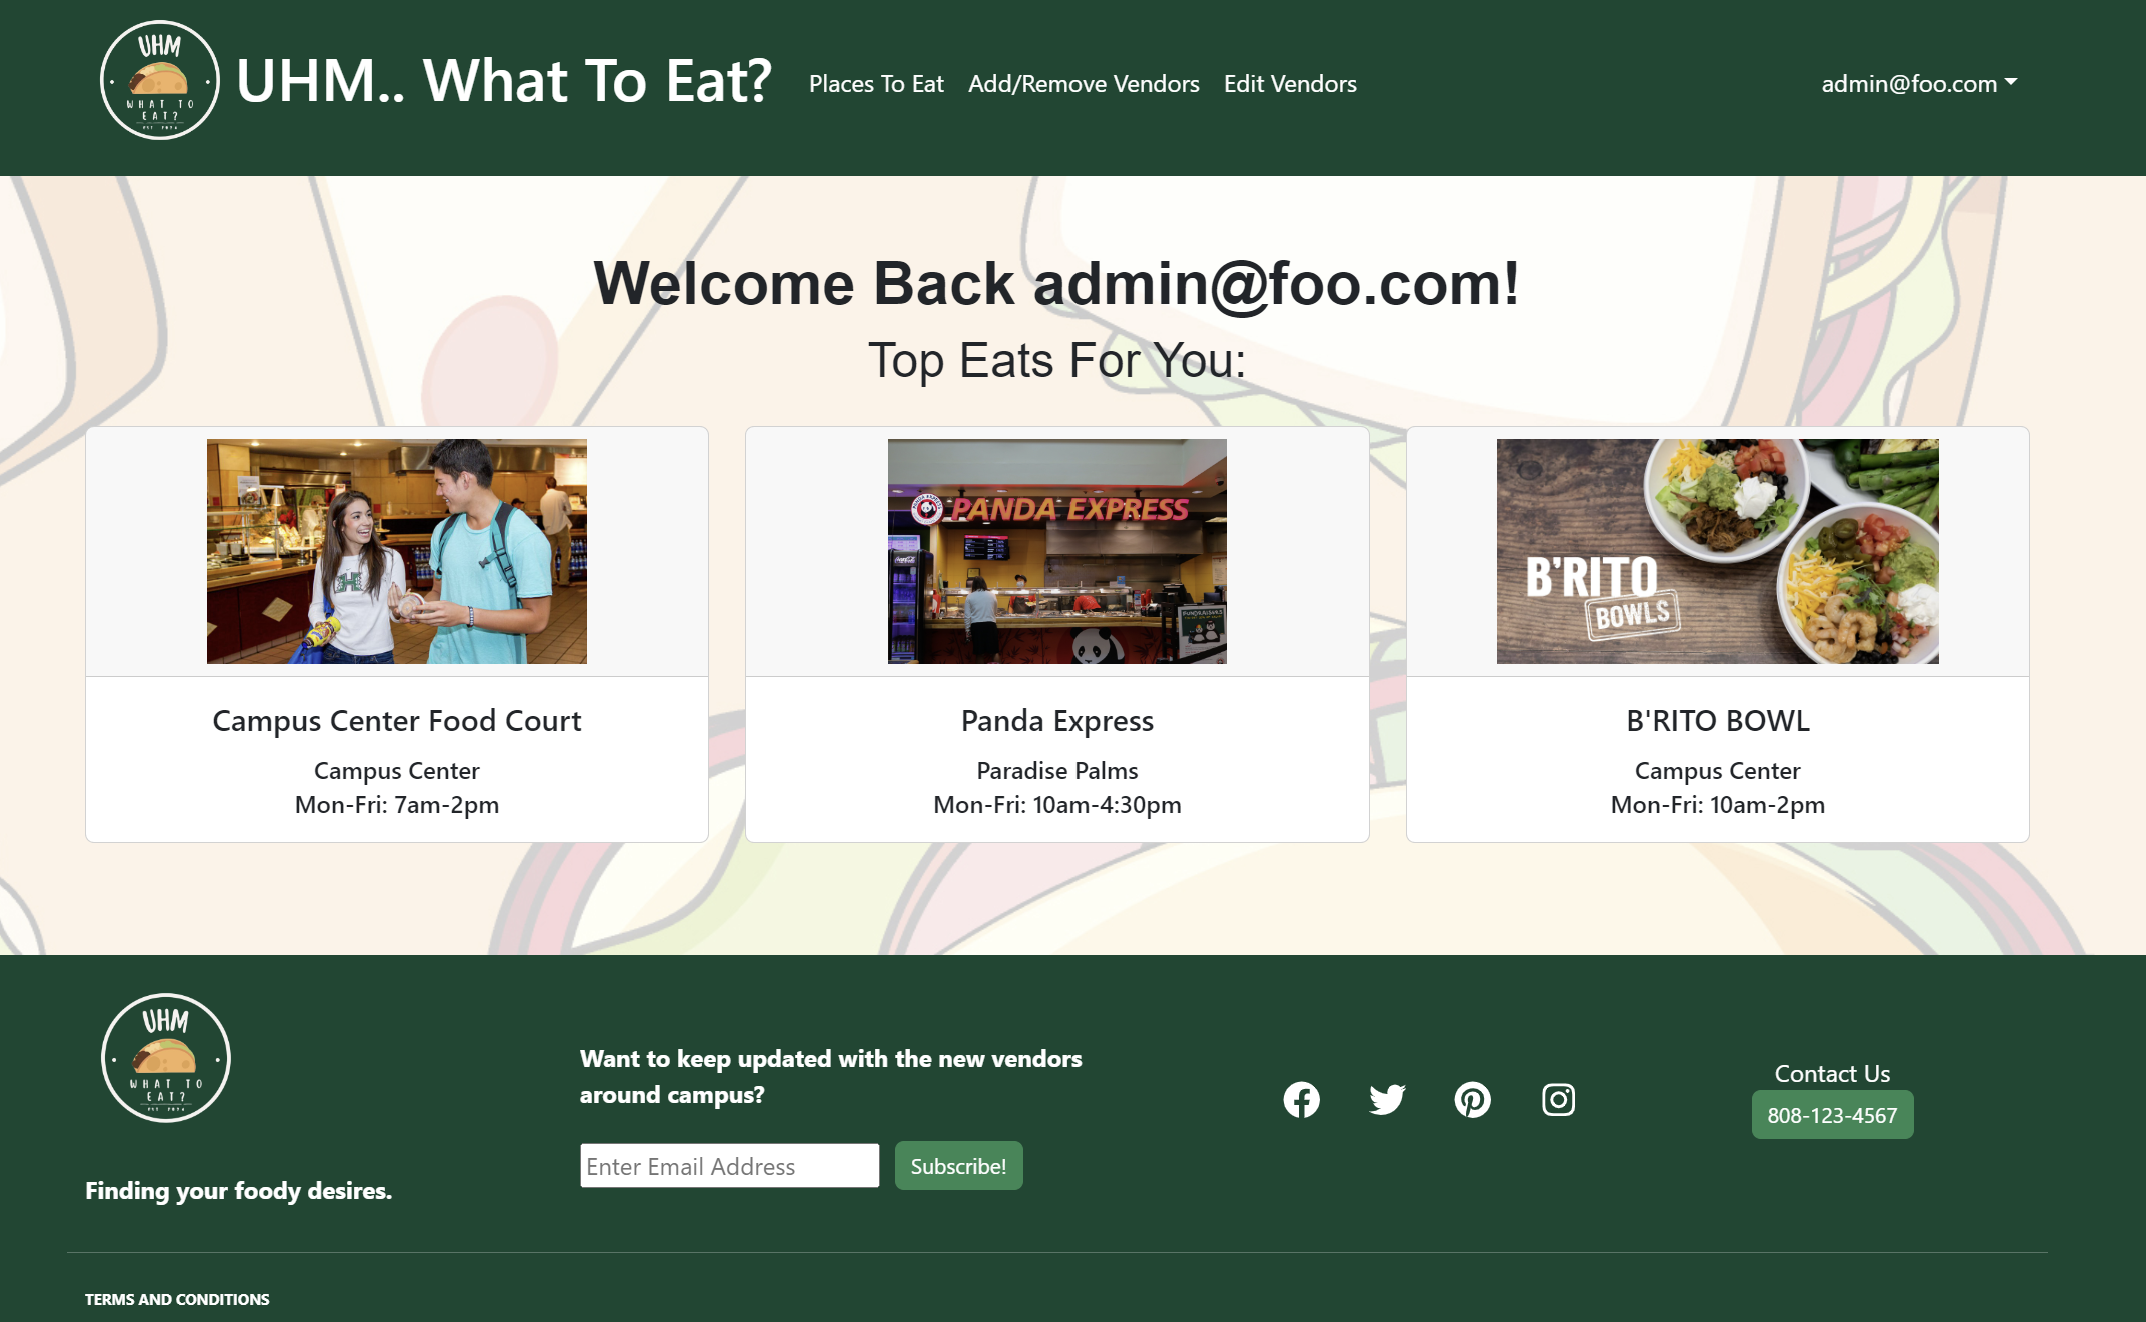 UHM
WHAT TO
EAT?
EST 2024
UHM.. What To Eat?
Places To Eat
Add/Remove Vendors
Edit Vendors
admin@foo.com
Welcome Back admin@foo.com!
Top Eats For You:
H
PANDA EXPRESS
B'RITO
BOWLS
Campus Center Food Court
Campus Center
Mon-Fri: 7am-2pm
Panda Express
Paradise Palms
Mon-Fri: 10am-4:30pm
B'RITO BOWL
Campus Center
Mon-Fri: 10am-2pm
UHM
WHAT TO
EAT?
EST 2024
Finding your foody desires.
Want to keep updated with the new vendors
around campus?
Enter Email Address
Subscribe!
Contact Us
808-123-4567
TERMS AND CONDITIONS